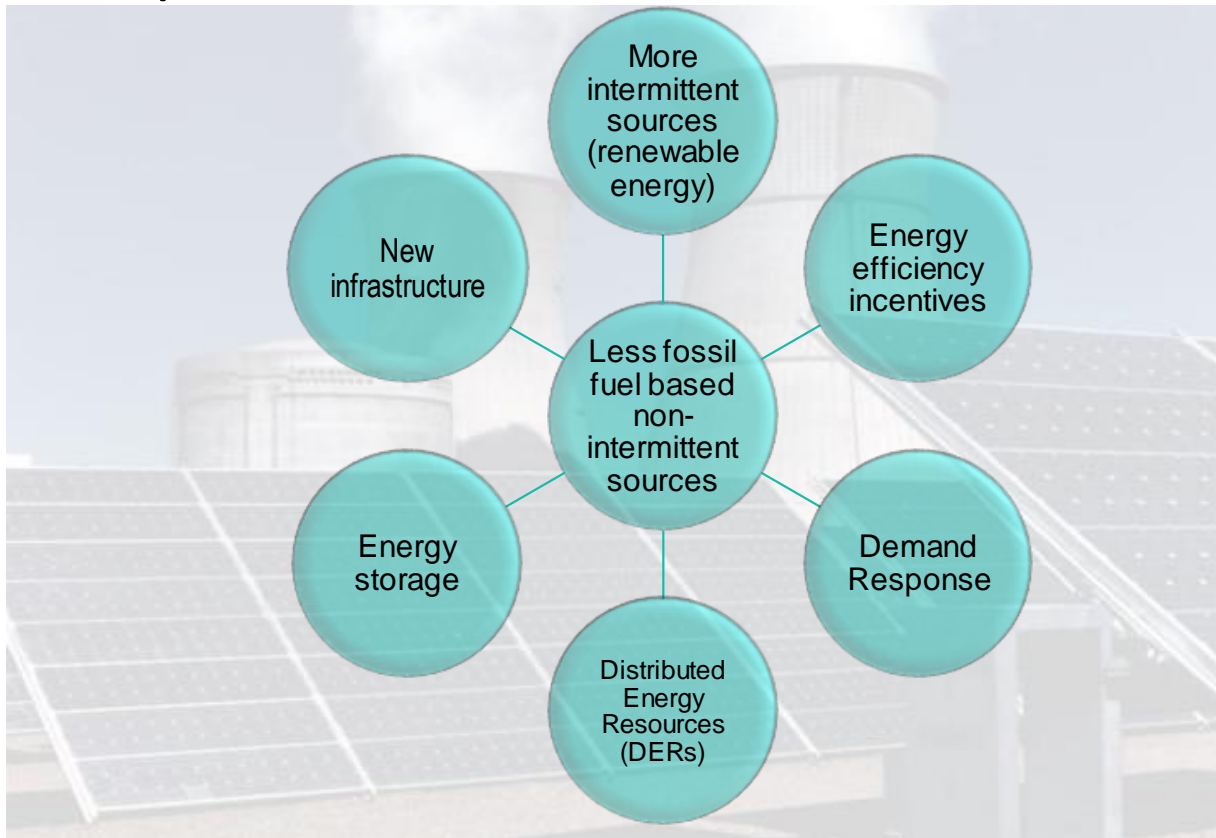 More
intermittent
sources
(renewable
energy)
Energy
efficiency
incentives
Demand
Response
Distributed
Energy
Resources
(DERs)
Energy
storage
New
infrastructure
Less fossil
fuel based
non-
intermittent
sources